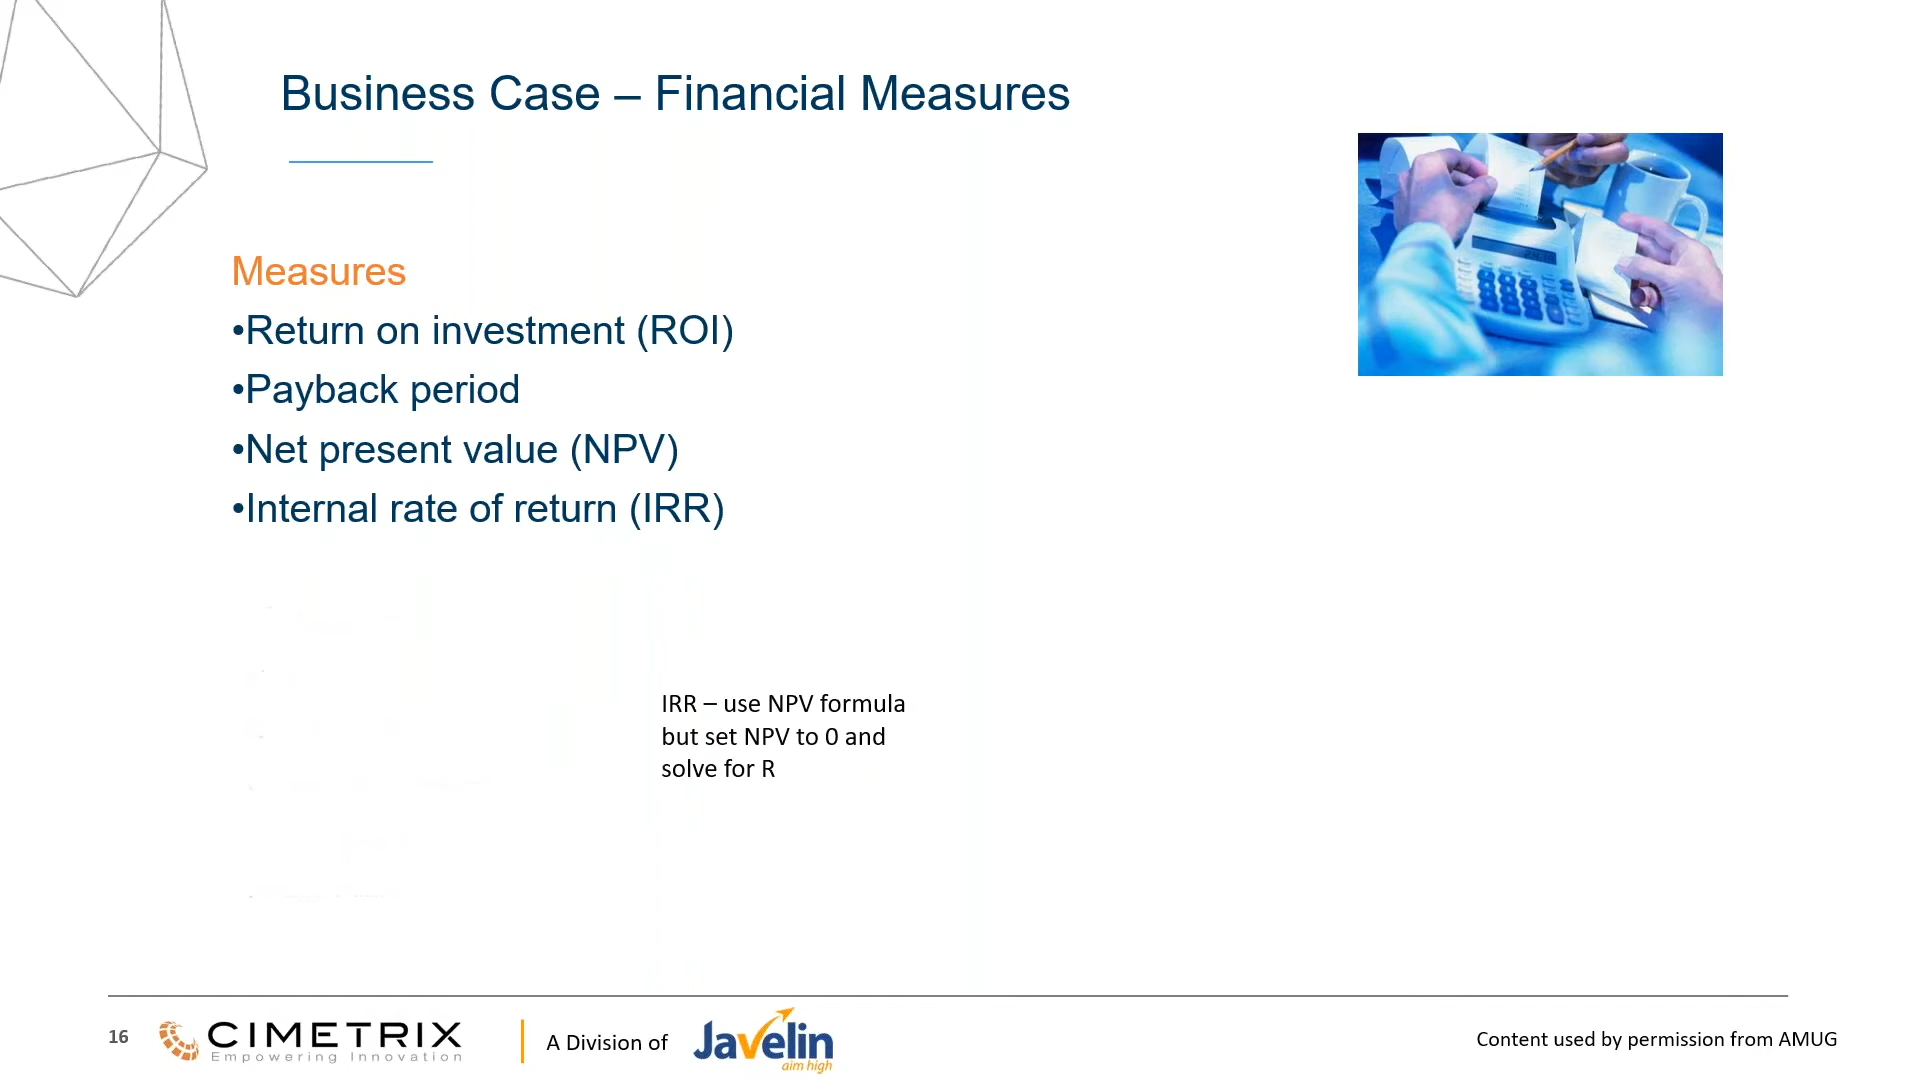 Business Case – Financial Measures
Measures
•Return on investment (ROI)
•Payback period
•Net present value (NPV)
•Internal rate of return (IRR)
IRR – use NPV formula
but set NPV to 0 and
solve for R
16
CIMETRIX
Empowering Innovation
A Division of
Javelin
aim high
Content used by permission from AMUG